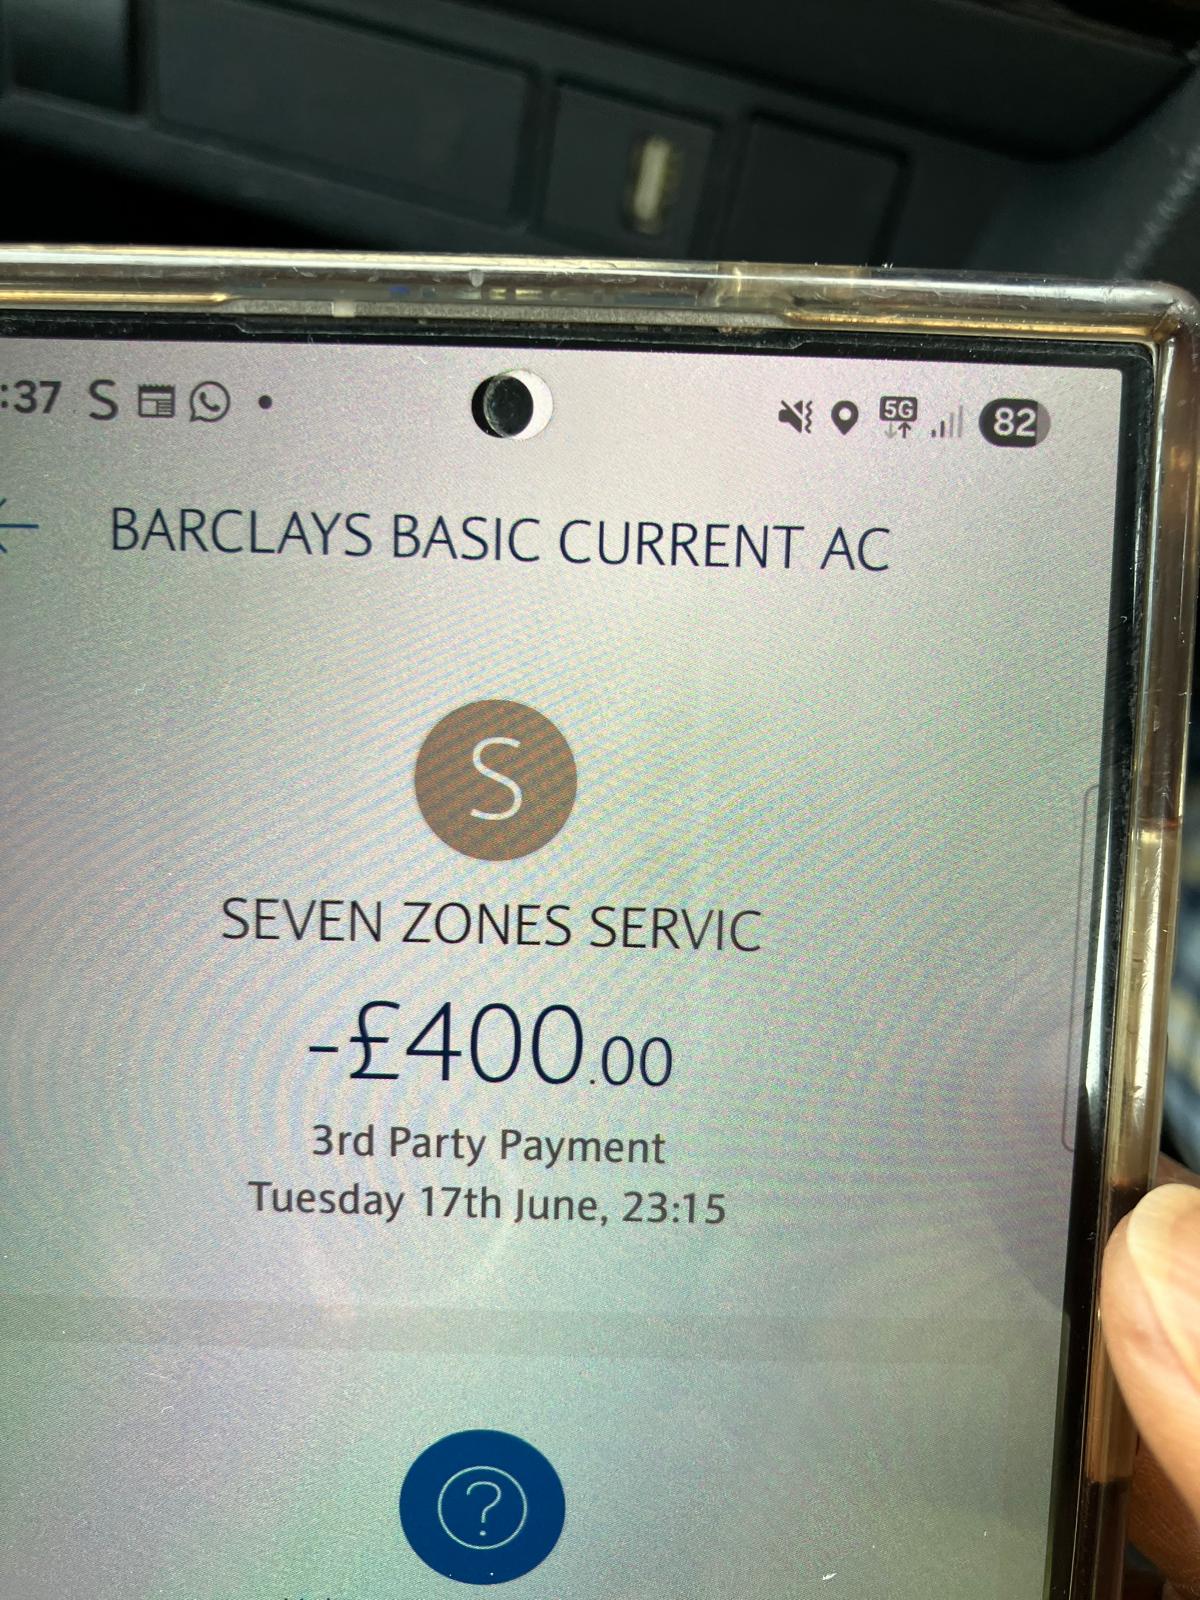 :37 S
5G
82
BARCLAYS BASIC CURRENT AC
S
SEVEN ZONES SERVIC
-£400.00
3rd Party Payment
Tuesday 17th June, 23:15
?